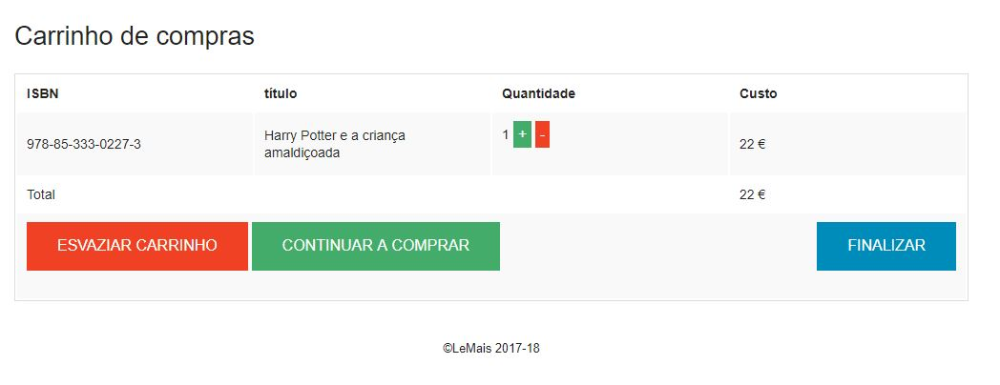 Carrinho de compras
ISBN título Quantidade Custo
978-85-333-0227-3 Harry Potter e a criança amaldiçoada 1 + - 22 €
Total 22 €
ESVAZIAR CARRINHO CONTINUAR A COMPRAR FINALIZAR
©LeMais 2017-18